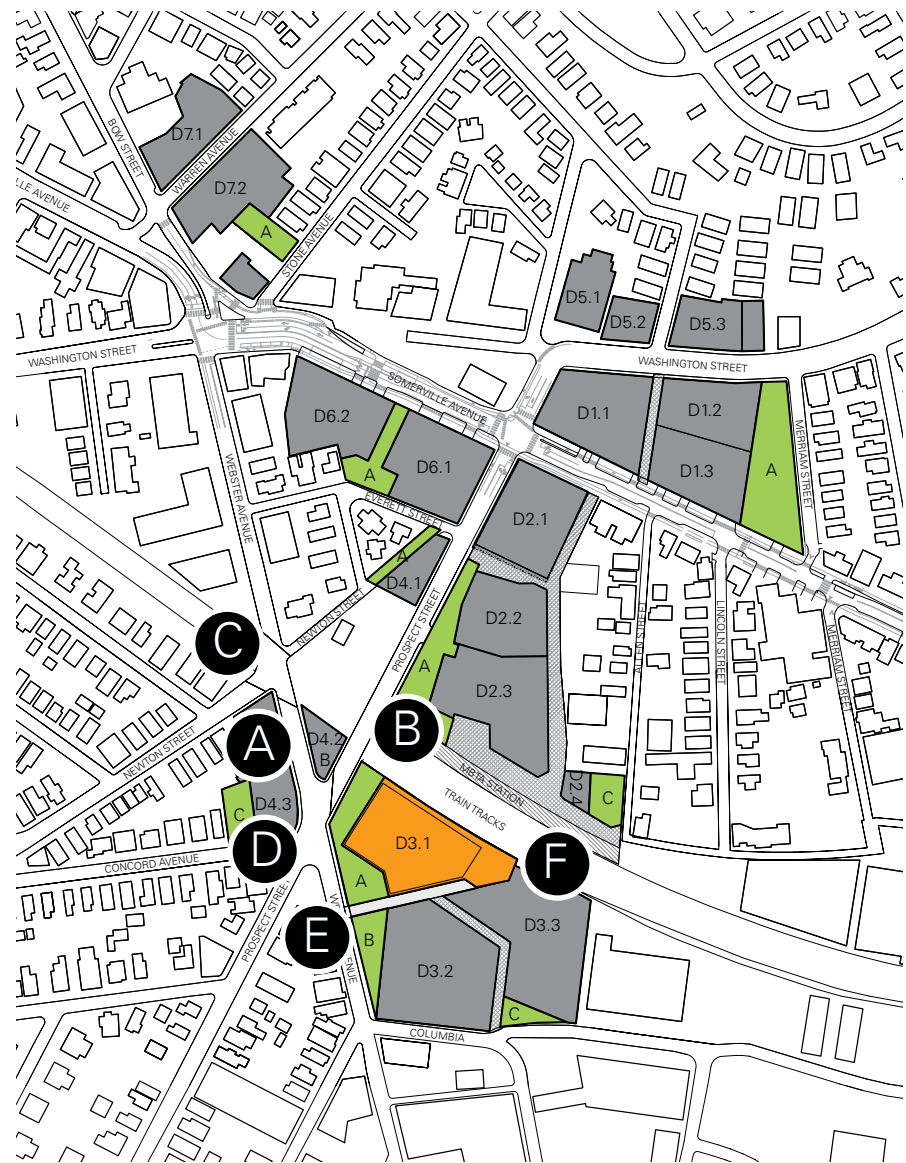 D7.1
BOW STREET
WARREN AVENUE
D7.2
LLE AVENUE
A
STONE AVENUE
D5.1
D5.2
D5.3
WASHINGTON STREET
WASHINGTON STREET
SOMERVILLE AVENUE
D6.2
D1.1
D1.2
MERRIAM STREET
D6.1
A
D1.3
A
WEBSTER AVENUE
EVERETT STREET
D2.1
A
D4.1
NEWTON STREET
ALLEN STREET
LINCOLN STREET
D2.2
PROSPECT STREET
C
A
D2.3
MERRIAM STREET
B
NEWTON STREET
A
D4.2
B
MBTA STATION
D2.4
C
TRAIN TRACKS
C
D4.3
D
D3.1
CONCORD AVENUE
F
A
PROSPECT STREET
E
D3.3
B
ENUE
D3.2
C
COLUMBIA